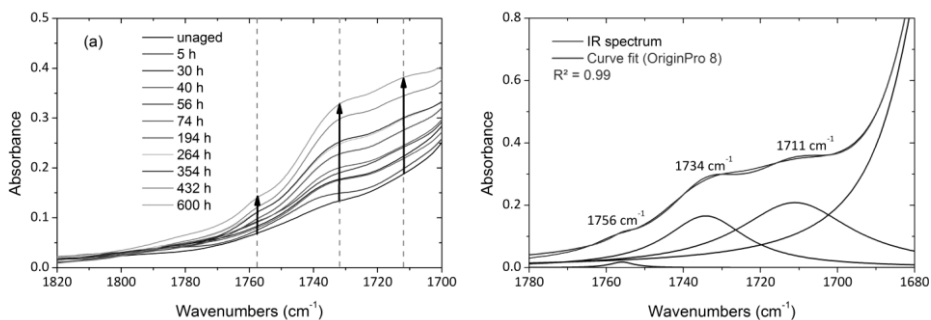 (a)
unaged
5 h
30 h
40 h
56 h
74 h
194 h
264 h
354 h
432 h
600 h
0.5
0.4
0.3
0.2
0.1
0.0
Absorbance
1820 1800 1780 1760 1740 1720 1700
Wavenumbers (cm⁻¹)
IR spectrum
Curve fit (OriginPro 8)
R² = 0.99
1756 cm⁻¹
1734 cm⁻¹
1711 cm⁻¹
0.8
0.6
0.4
0.2
0.0
Absorbance
1780 1760 1740 1720 1700 1680
Wavenumbers (cm⁻¹)